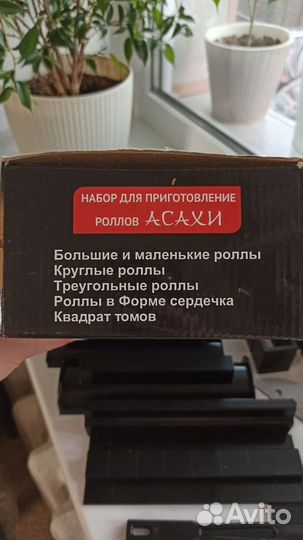 НАБОР ДЛЯ ПРИГОТОВЛЕНИЕ
РОЛЛОВ АСАХИ
Большие и маленькие роллы
Круглые роллы
Треугольные роллы
Роллы в Форме сердечка
Квадрат томов
Avito